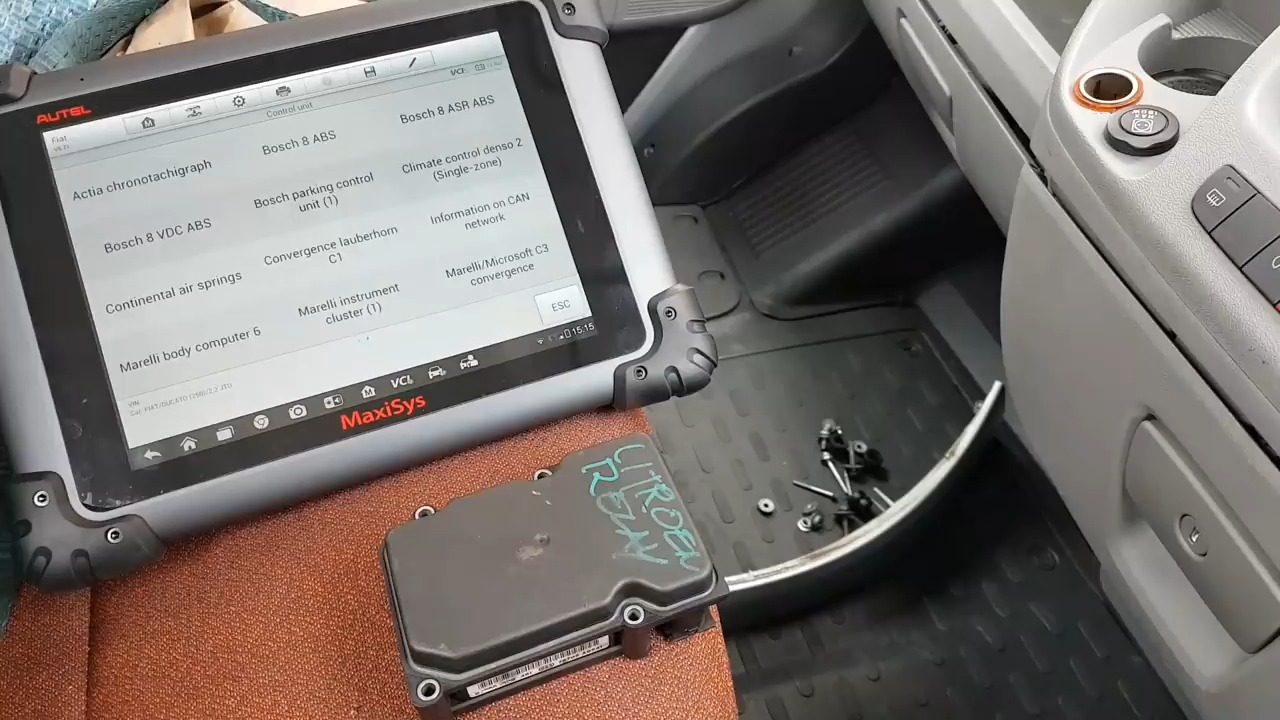 AUTEL
Fiat
Control unit
VCI
Actia chronotachigraph
Bosch 8 ABS
Bosch 8 ASR ABS
Bosch 8 VDC ABS
Bosch parking control
unit (1)
Climate control denso 2
(Single-zone)
Continental air springs
Convergence lauberhorn
C1
Information on CAN
network
Marelli body computer 6
Marelli instrument
cluster (1)
Marelli/Microsoft C3
convergence
ESC
VIN
15:15
VCI
MaxiSys
CITROEN
RELAY